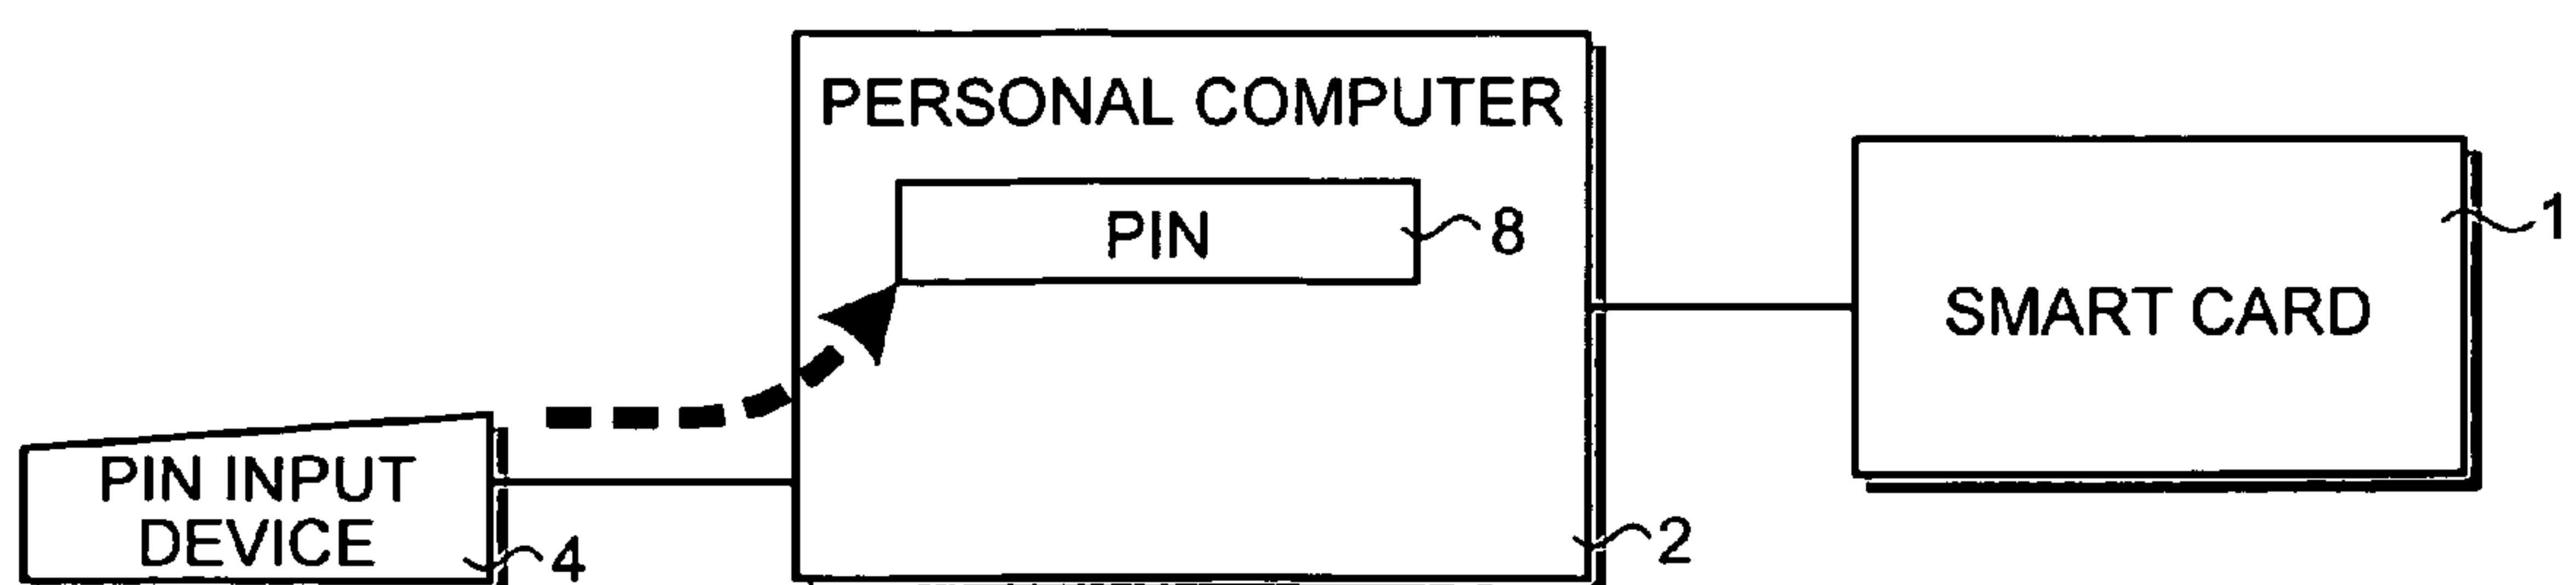 PERSONAL COMPUTER
PIN
8
1
SMART CARD
PIN INPUT
DEVICE
4
2